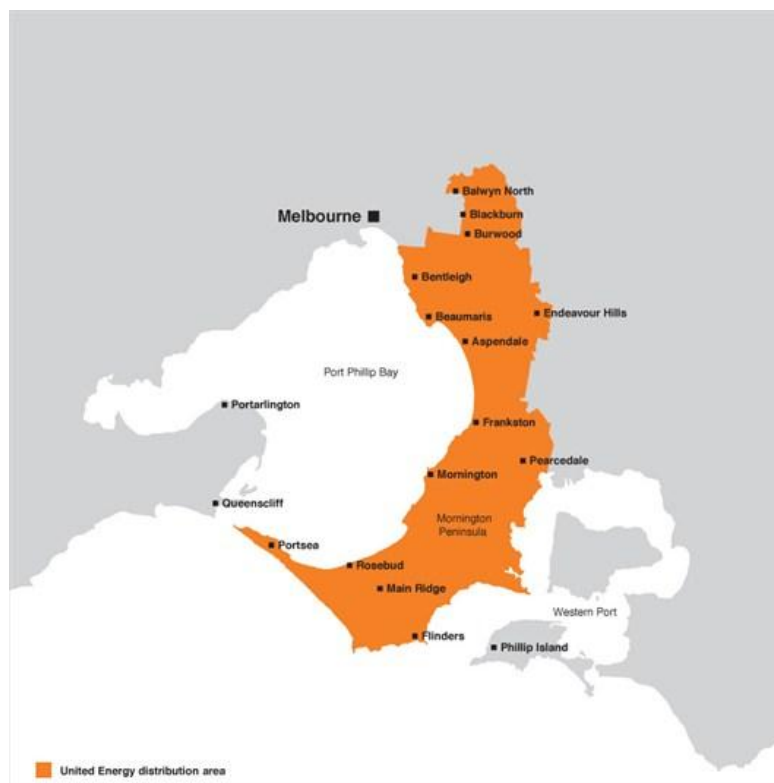 Balwyn North
Melbourne
Blackburn
Burwood
Bentleigh
Endeavour Hills
Beaumaris
Aspendale
Port Phillip Bay
Portarlington
Frankston
Pearcedale
Mornington
Queenscliff
Mornington
Peninsula
Portsea
Rosebud
Main Ridge
Western Port
Flinders
Phillip Island
United Energy distribution area